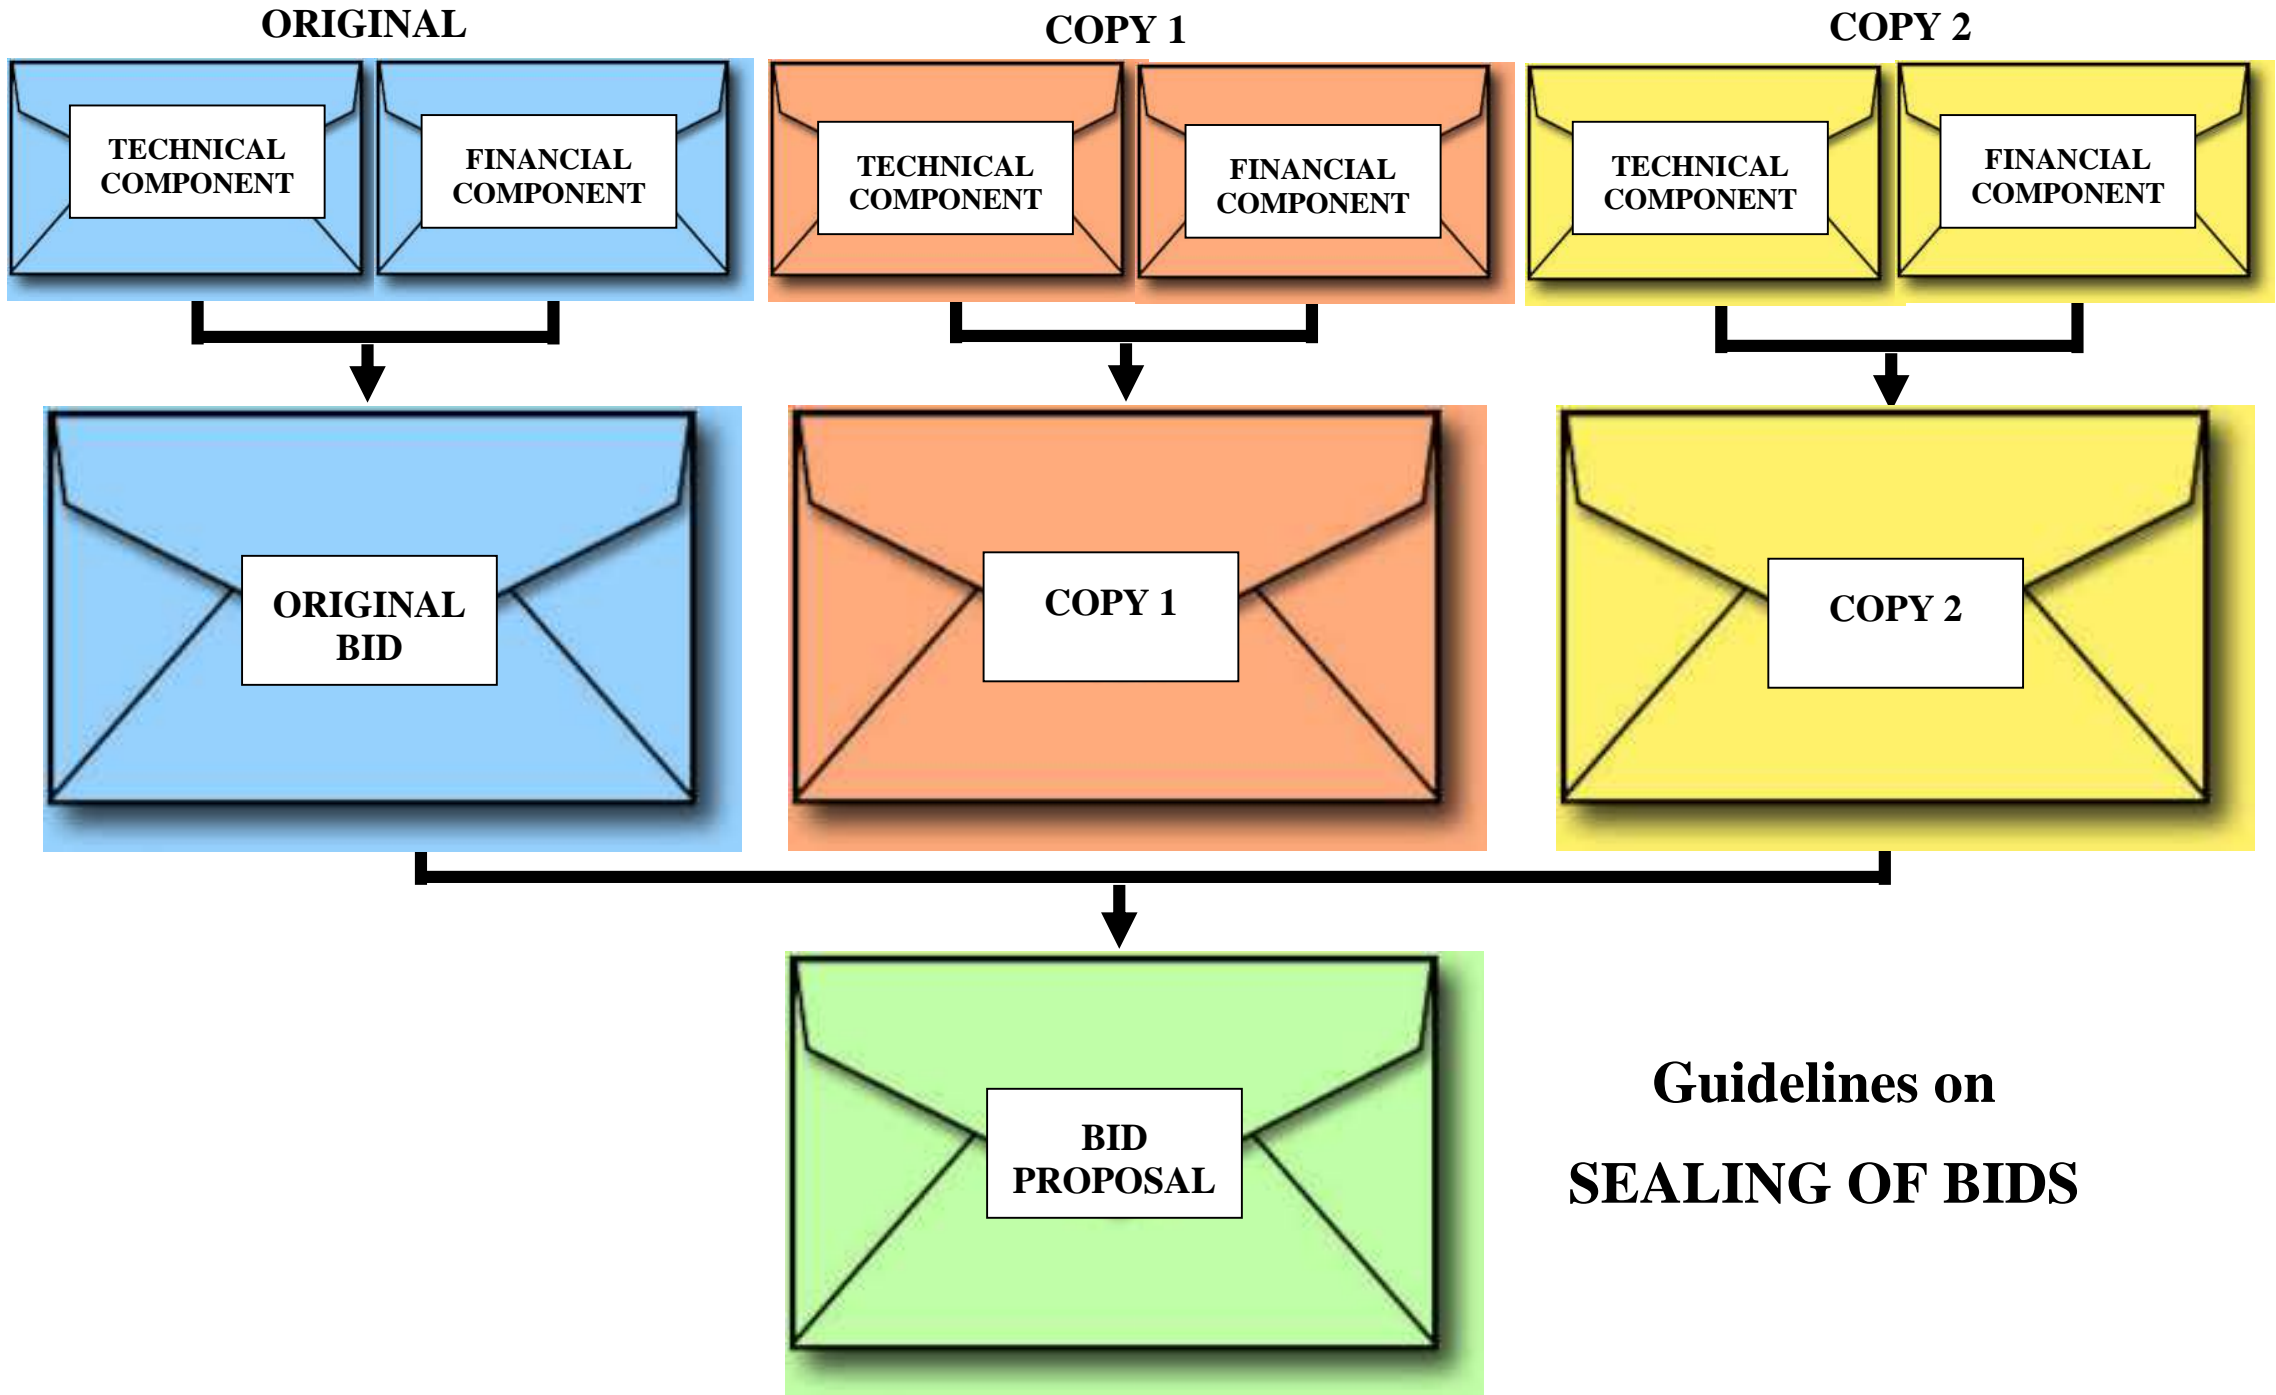 ORIGINAL
COPY 1
COPY 2
TECHNICAL
COMPONENT
FINANCIAL
COMPONENT
TECHNICAL
COMPONENT
FINANCIAL
COMPONENT
TECHNICAL
COMPONENT
FINANCIAL
COMPONENT
ORIGINAL
BID
COPY 1
COPY 2
BID
PROPOSAL
Guidelines on
SEALING OF BIDS